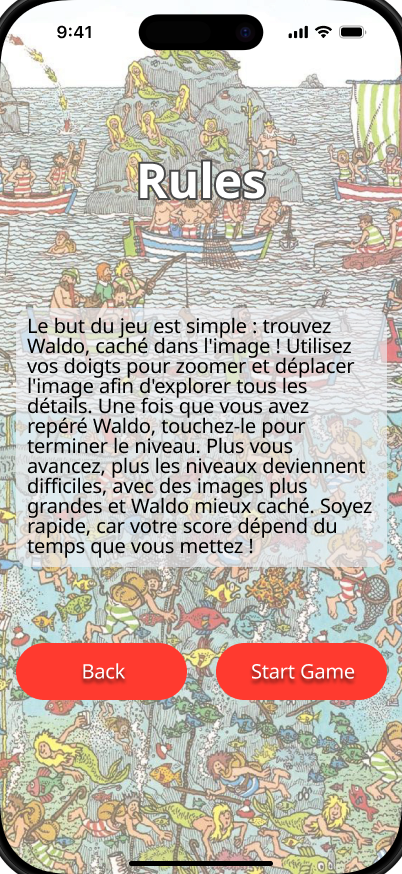 9:41
Rules
Le but du jeu est simple : trouvez
Waldo, caché dans l'image ! Utilisez
vos doigts pour zoomer et déplacer
l'image afin d'explorer tous les
détails. Une fois que vous avez
repéré Waldo, touchez-le pour
terminer le niveau. Plus vous
avancez, plus les niveaux deviennent
difficiles, avec des images plus
grandes et Waldo mieux caché. Soyez
rapide, car votre score dépend du
temps que vous mettez !
Back
Start Game